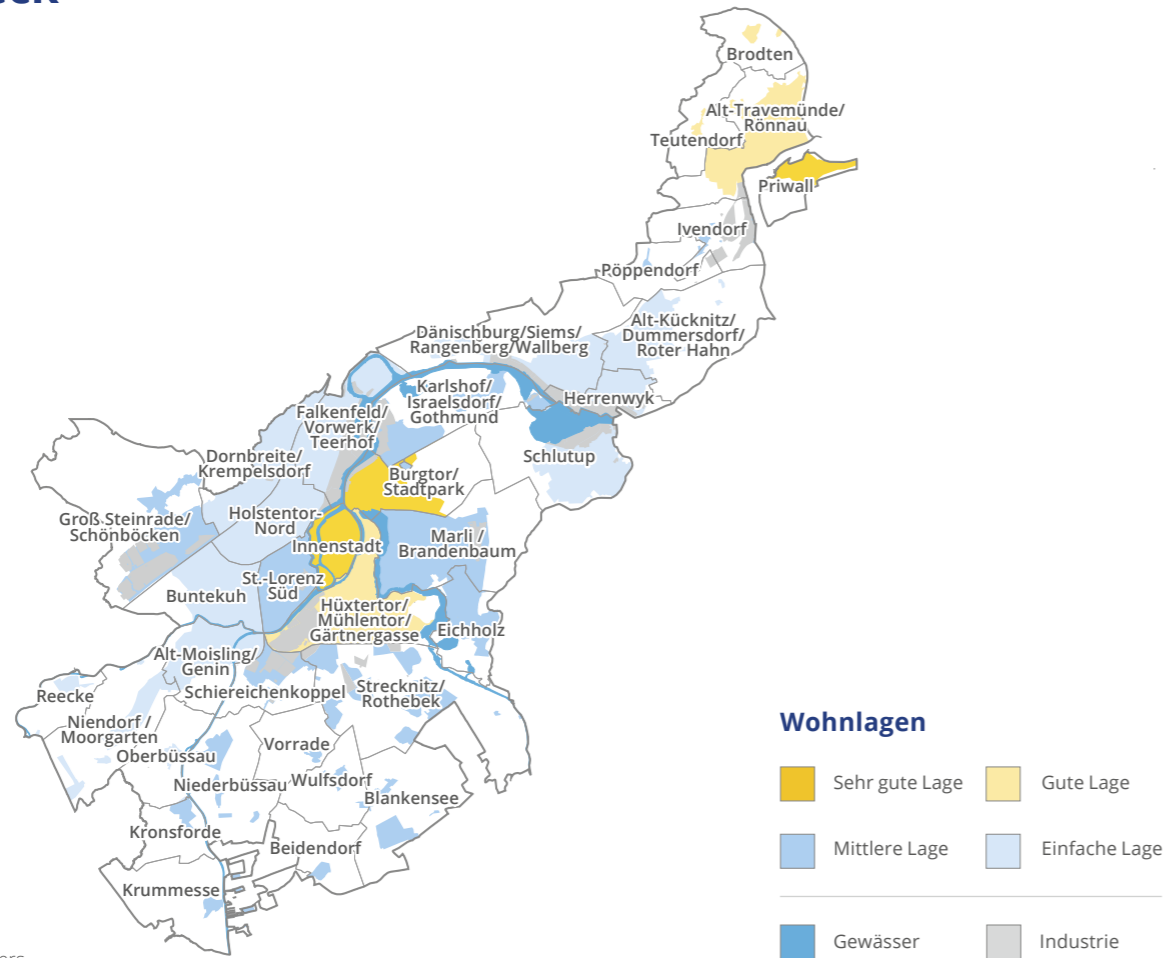 Brodten
Alt-Travemünde/
Rönnau
Teutendorf
Priwall
Ivendorf
Pöppendorf
Alt-Kücknitz/
Dummersdorf/
Roter Hahn
Dänischburg/Siems/
Rangenberg/Wallberg
Herrenwyk
Karlshof/
Israelsdorf/
Gothmund
Falkenfeld/
Vorwerk/
Teerhof
Schlutup
Dornbreite/
Krempelsdorf
Burgtor/
Stadtpark
Groß Steinrade/
Schönböcken
Holstentor-
Nord
Innenstadt
Marli /
Brandenbaum
St.-Lorenz
Süd
Buntekuh
Hüxtertor/
Mühlentor/
Gärtnergasse
Eichholz
Alt-Moisling/
Genin
Reecke
Schiereichenkoppel
Strecknitz/
Rothebek
Niendorf /
Moorgarten
Oberbüssau
Vorrade
Niederbüssau
Wulfsdorf
Blankensee
Kronsforde
Beidendorf
Krummesse
Wohnlagen
Sehr gute Lage
Gute Lage
Mittlere Lage
Einfache Lage
Gewässer
Industrie